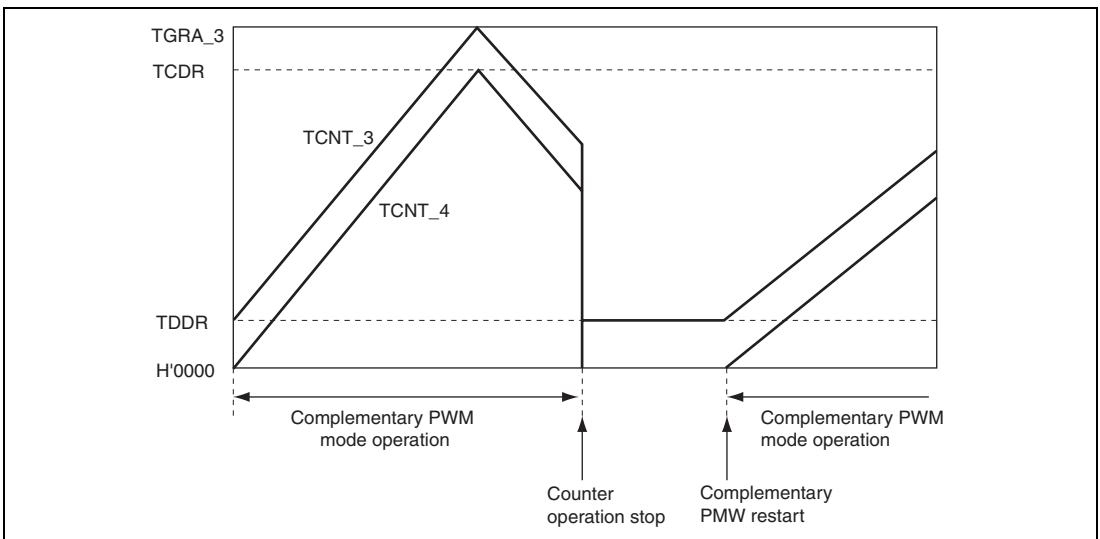 TGRA_3
TCDR
TCNT_3
TCNT_4
TDDR
H'0000
Complementary PWM
mode operation
Complementary PWM
mode operation
Counter
operation stop
Complementary
PMW restart